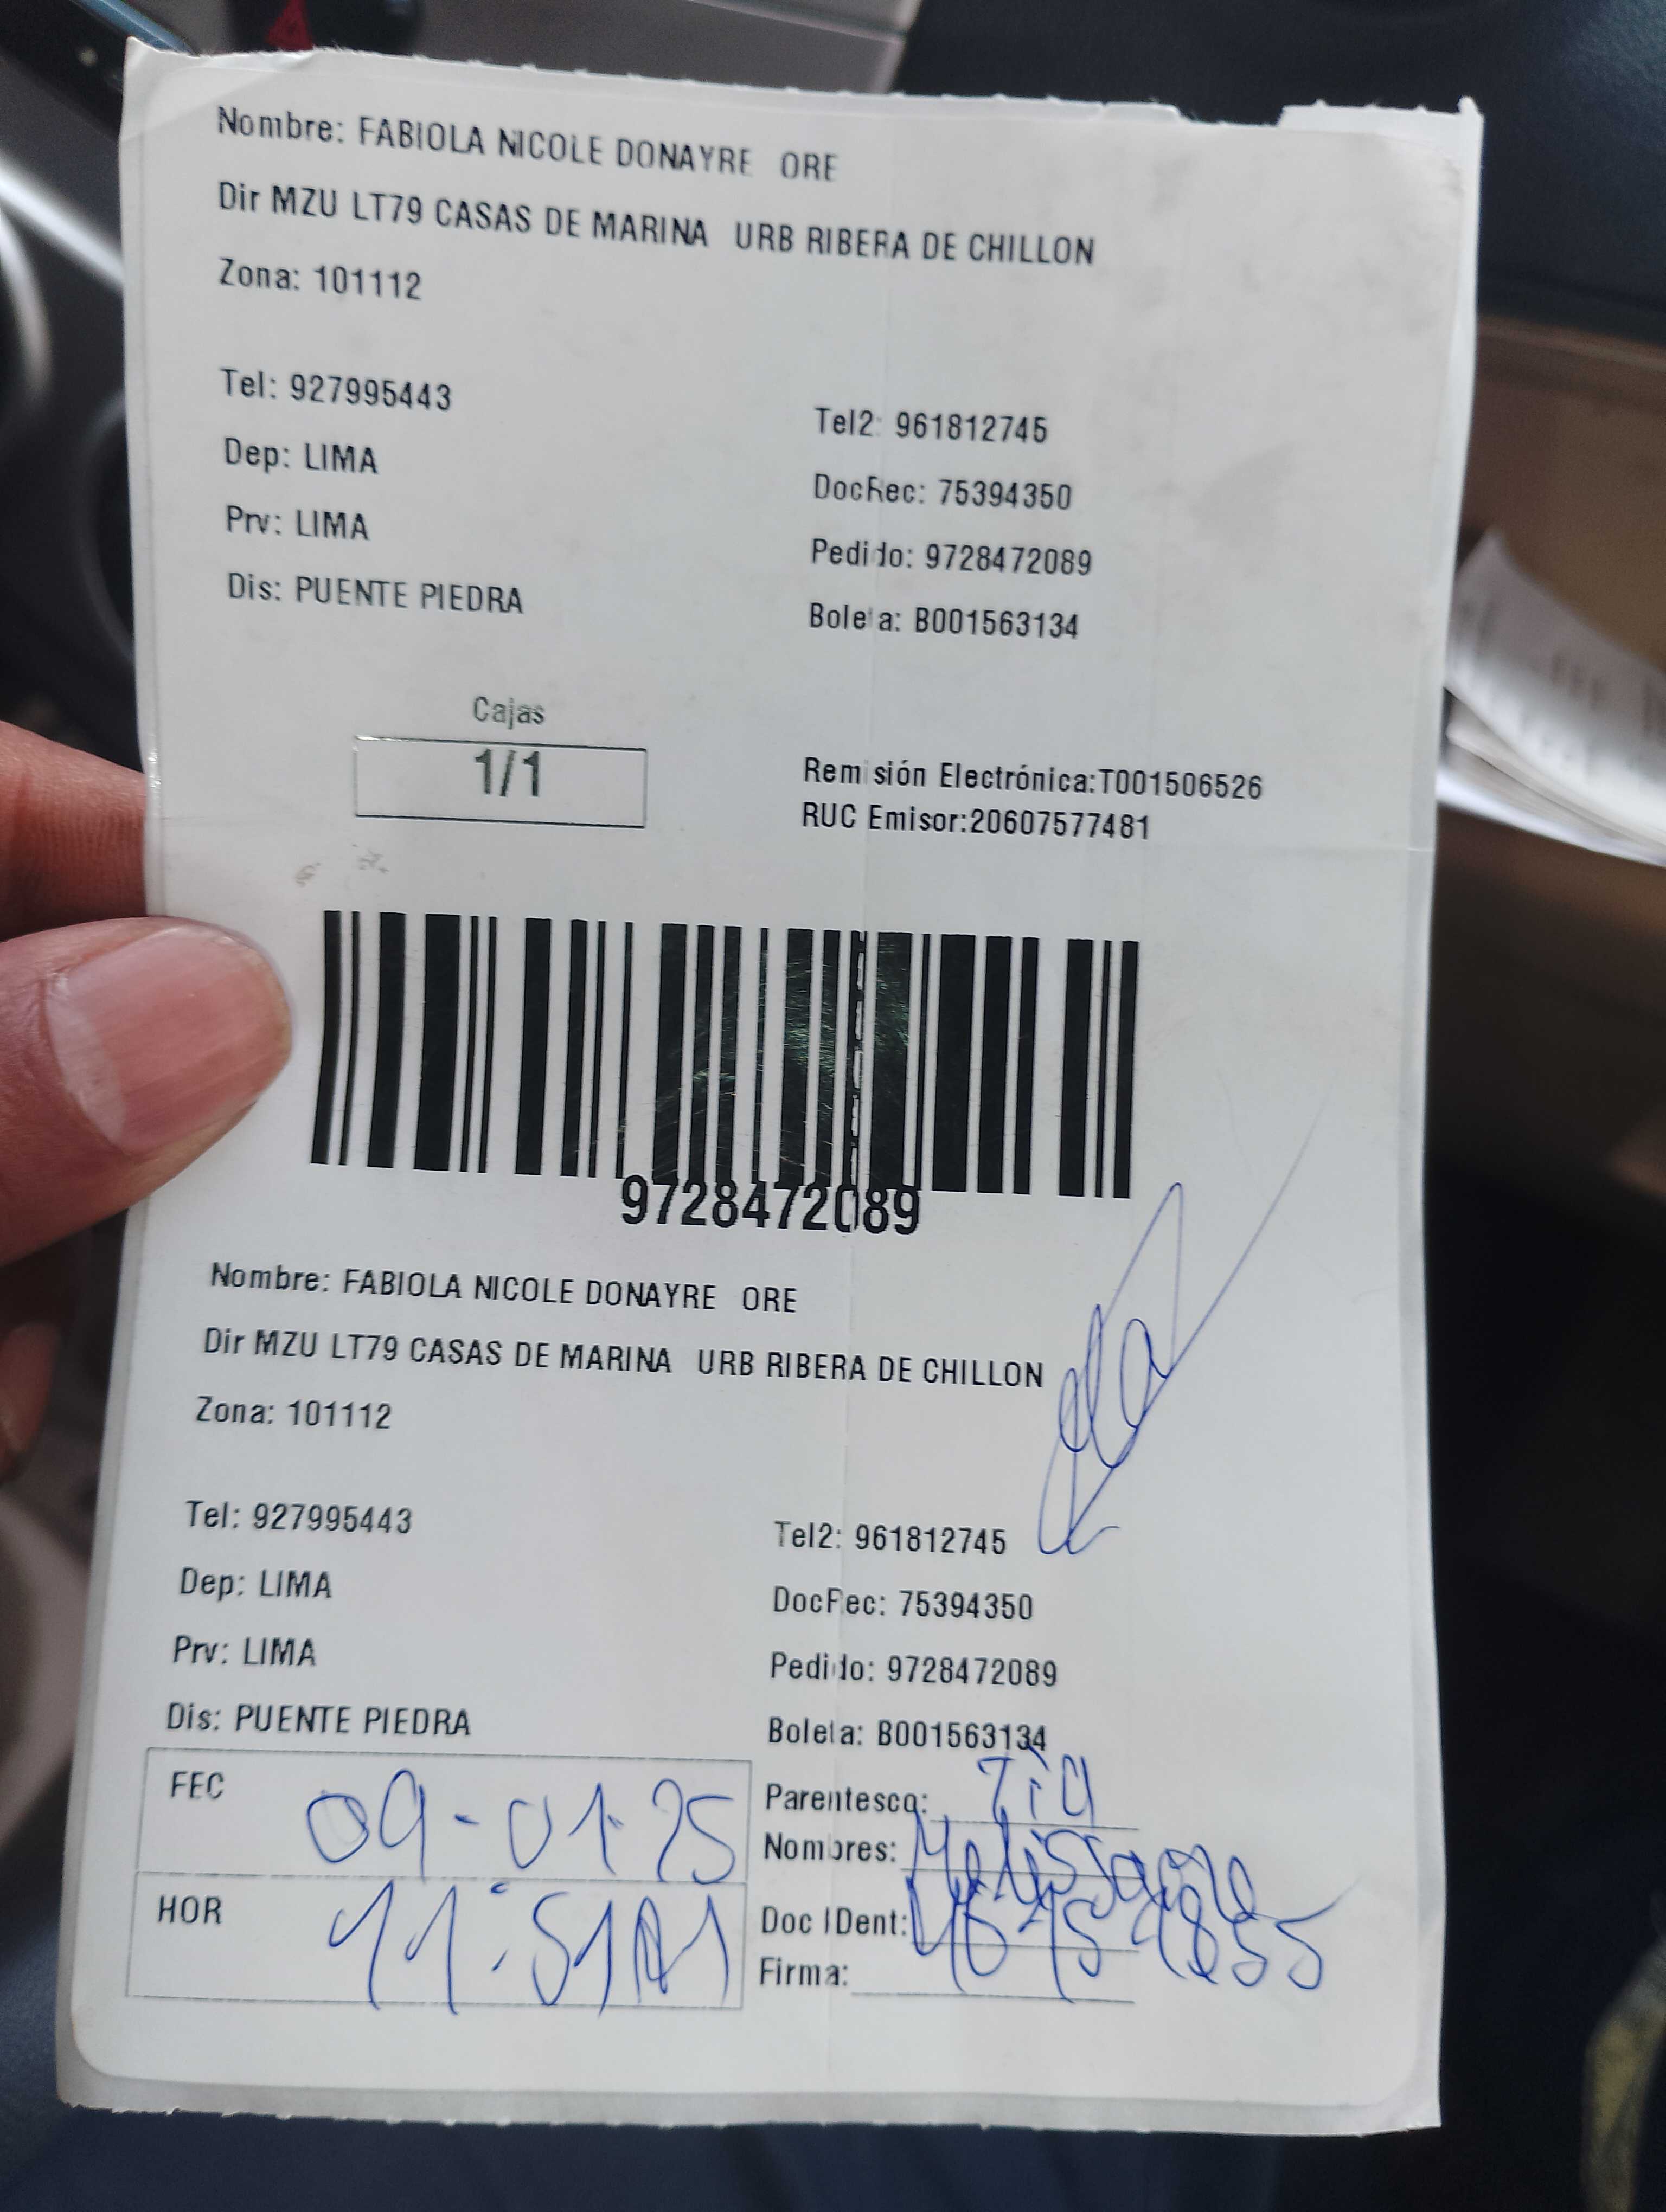 Nombre: FABIOLA NICOLE DONAYRE ORE
Dir MZU LT79 CASAS DE MARINA URB RIBERA DE CHILLON
Zona: 101112
Tel: 927995443
Tel2: 961812745
Dep: LIMA
DocRec: 75394350
Prv: LIMA
Pedido: 9728472089
Dis: PUENTE PIEDRA
Boleta: B001563134
Cajas
1/1
Remisión Electrónica:T001506526
RUC Emisor:20607577481
9728472089
Nombre: FABIOLA NICOLE DONAYRE ORE
Dir MZU LT79 CASAS DE MARINA URB RIBERA DE CHILLON
Zona: 101112
Tel: 927995443
Tel2: 961812745
Dep: LIMA
DocRec: 75394350
Prv: LIMA
Pedido: 9728472089
Dis: PUENTE PIEDRA
Boleta: B001563134
FEC 09-01-25
Parentesco: Tia
Nombres: Melissa ore
HOR 11:51AM
Doc IDent:
Firma: